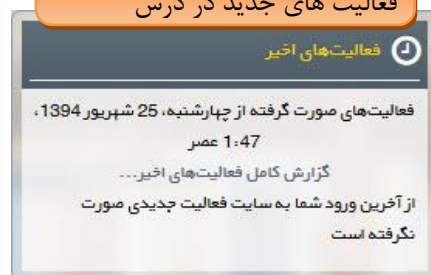 فعالیت های جدید در درس
فعالیت‌های اخیر
فعالیت‌های صورت گرفته از چهارشنبه، 25 شهریور 1394،
1:47 عصر
گزارش کامل فعالیت‌های اخیر...
از آخرین ورود شما به سایت فعالیت جدیدی صورت
نگرفته است